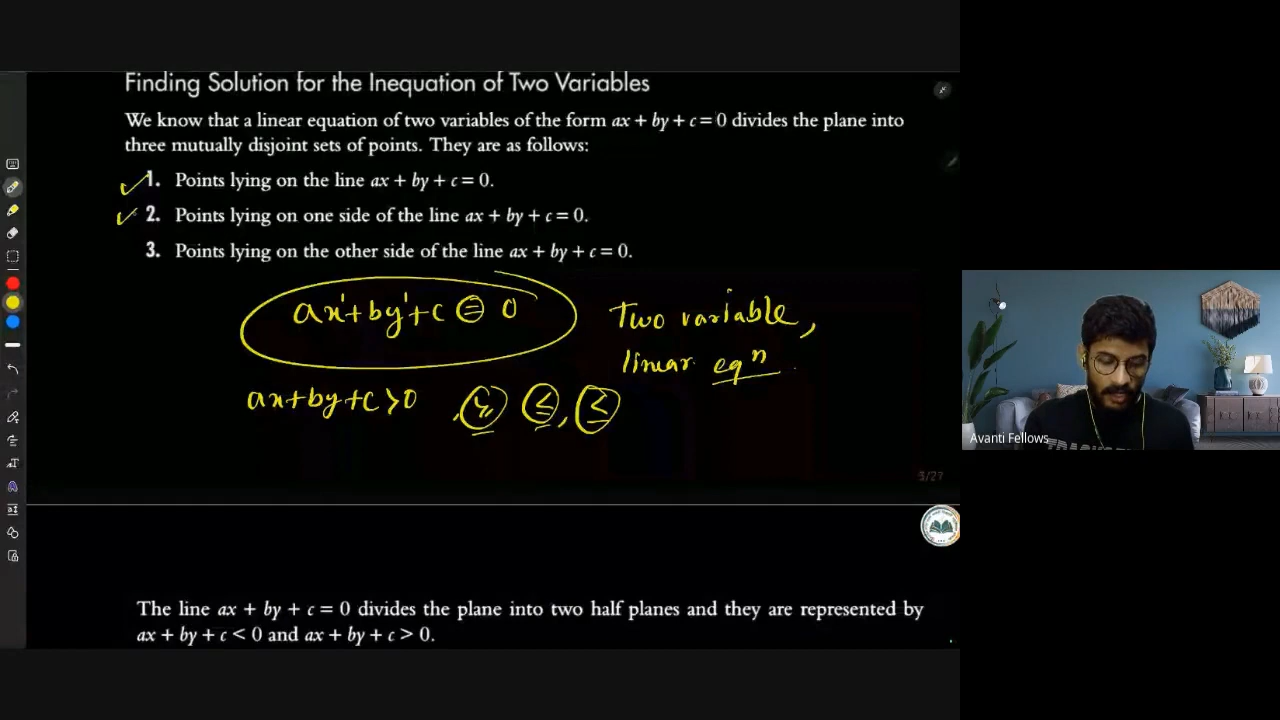 Finding Solution for the Inequation of Two Variables
We know that a linear equation of two variables of the form ax + by + c = 0 divides the plane into
three mutually disjoint sets of points. They are as follows:
1. Points lying on the line ax + by + c = 0.
2. Points lying on one side of the line ax + by + c = 0.
3. Points lying on the other side of the line ax + by + c = 0.
ax¹+by¹+c = 0
Two variable,
linear eqⁿ
ax+by+c>0
≤, ≤
5/27
The line ax + by + c = 0 divides the plane into two half planes and they are represented by
ax + by + c < 0 and ax + by + c > 0.
Avanti Fellows